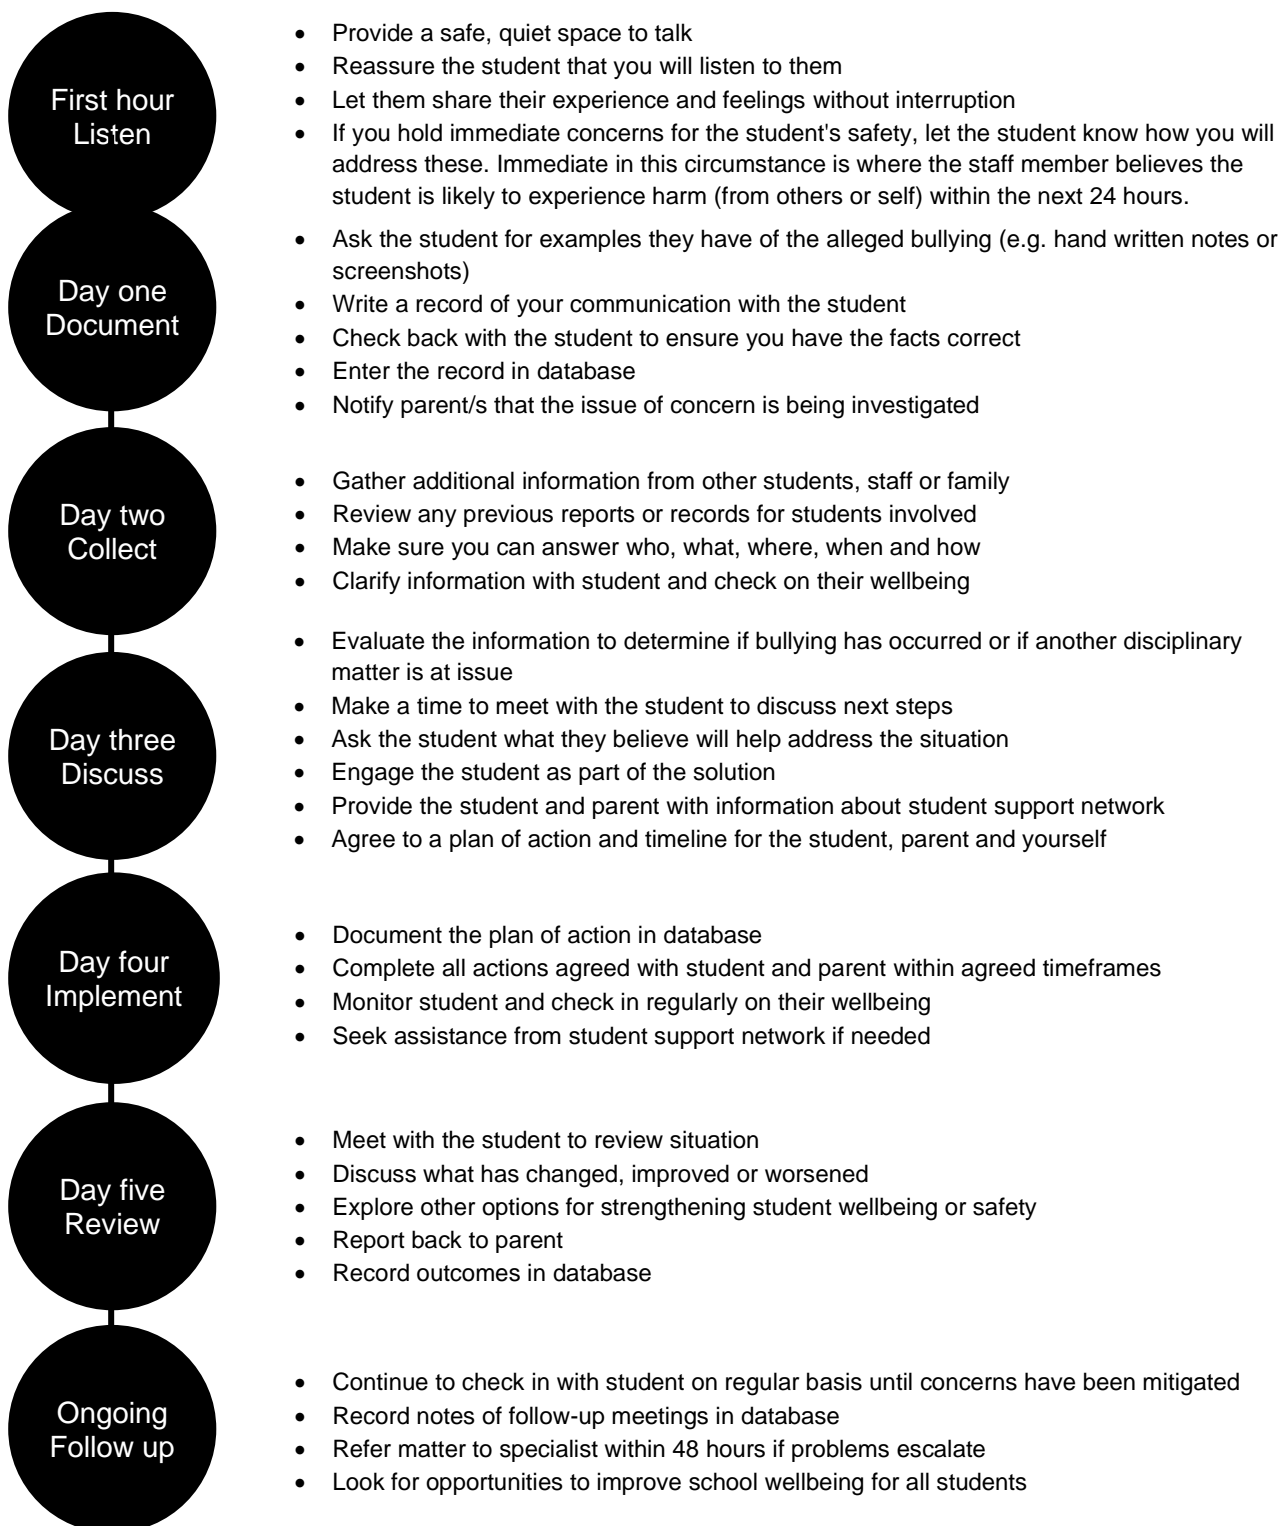 First hour
Listen
• Provide a safe, quiet space to talk
• Reassure the student that you will listen to them
• Let them share their experience and feelings without interruption
• If you hold immediate concerns for the student's safety, let the student know how you will
address these. Immediate in this circumstance is where the staff member believes the
student is likely to experience harm (from others or self) within the next 24 hours.
Day one
Document
• Ask the student for examples they have of the alleged bullying (e.g. hand written notes or
screenshots)
• Write a record of your communication with the student
• Check back with the student to ensure you have the facts correct
• Enter the record in database
• Notify parent/s that the issue of concern is being investigated
Day two
Collect
• Gather additional information from other students, staff or family
• Review any previous reports or records for students involved
• Make sure you can answer who, what, where, when and how
• Clarify information with student and check on their wellbeing
Day three
Discuss
• Evaluate the information to determine if bullying has occurred or if another disciplinary
matter is at issue
• Make a time to meet with the student to discuss next steps
• Ask the student what they believe will help address the situation
• Engage the student as part of the solution
• Provide the student and parent with information about student support network
• Agree to a plan of action and timeline for the student, parent and yourself
Day four
Implement
• Document the plan of action in database
• Complete all actions agreed with student and parent within agreed timeframes
• Monitor student and check in regularly on their wellbeing
• Seek assistance from student support network if needed
Day five
Review
• Meet with the student to review situation
• Discuss what has changed, improved or worsened
• Explore other options for strengthening student wellbeing or safety
• Report back to parent
• Record outcomes in database
Ongoing
Follow up
• Continue to check in with student on regular basis until concerns have been mitigated
• Record notes of follow-up meetings in database
• Refer matter to specialist within 48 hours if problems escalate
• Look for opportunities to improve school wellbeing for all students